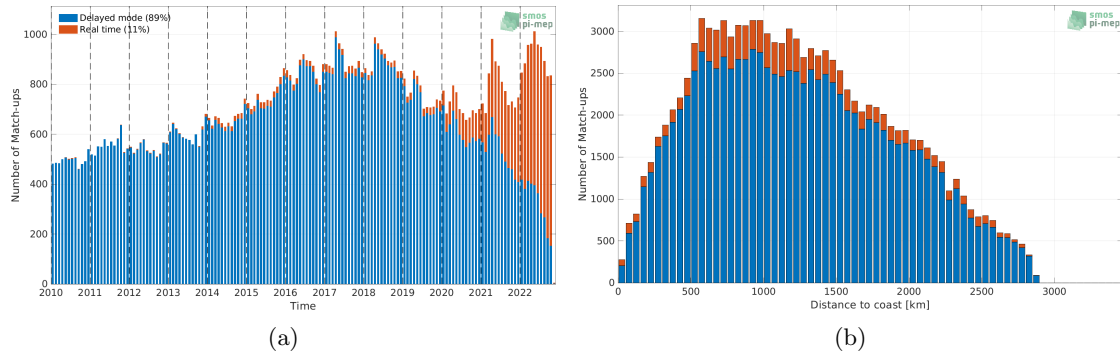 Delayed mode (89%)
Real time (11%)
smos
pi-mep
1000
800
600
400
200
0
Number of Match-ups
2010 2011 2012 2013 2014 2015 2016 2017 2018 2019 2020 2021 2022
Time
(a)
smos
pi-mep
3000
2500
2000
1500
1000
500
0
Number of Match-ups
0 500 1000 1500 2000 2500 3000
Distance to coast [km]
(b)